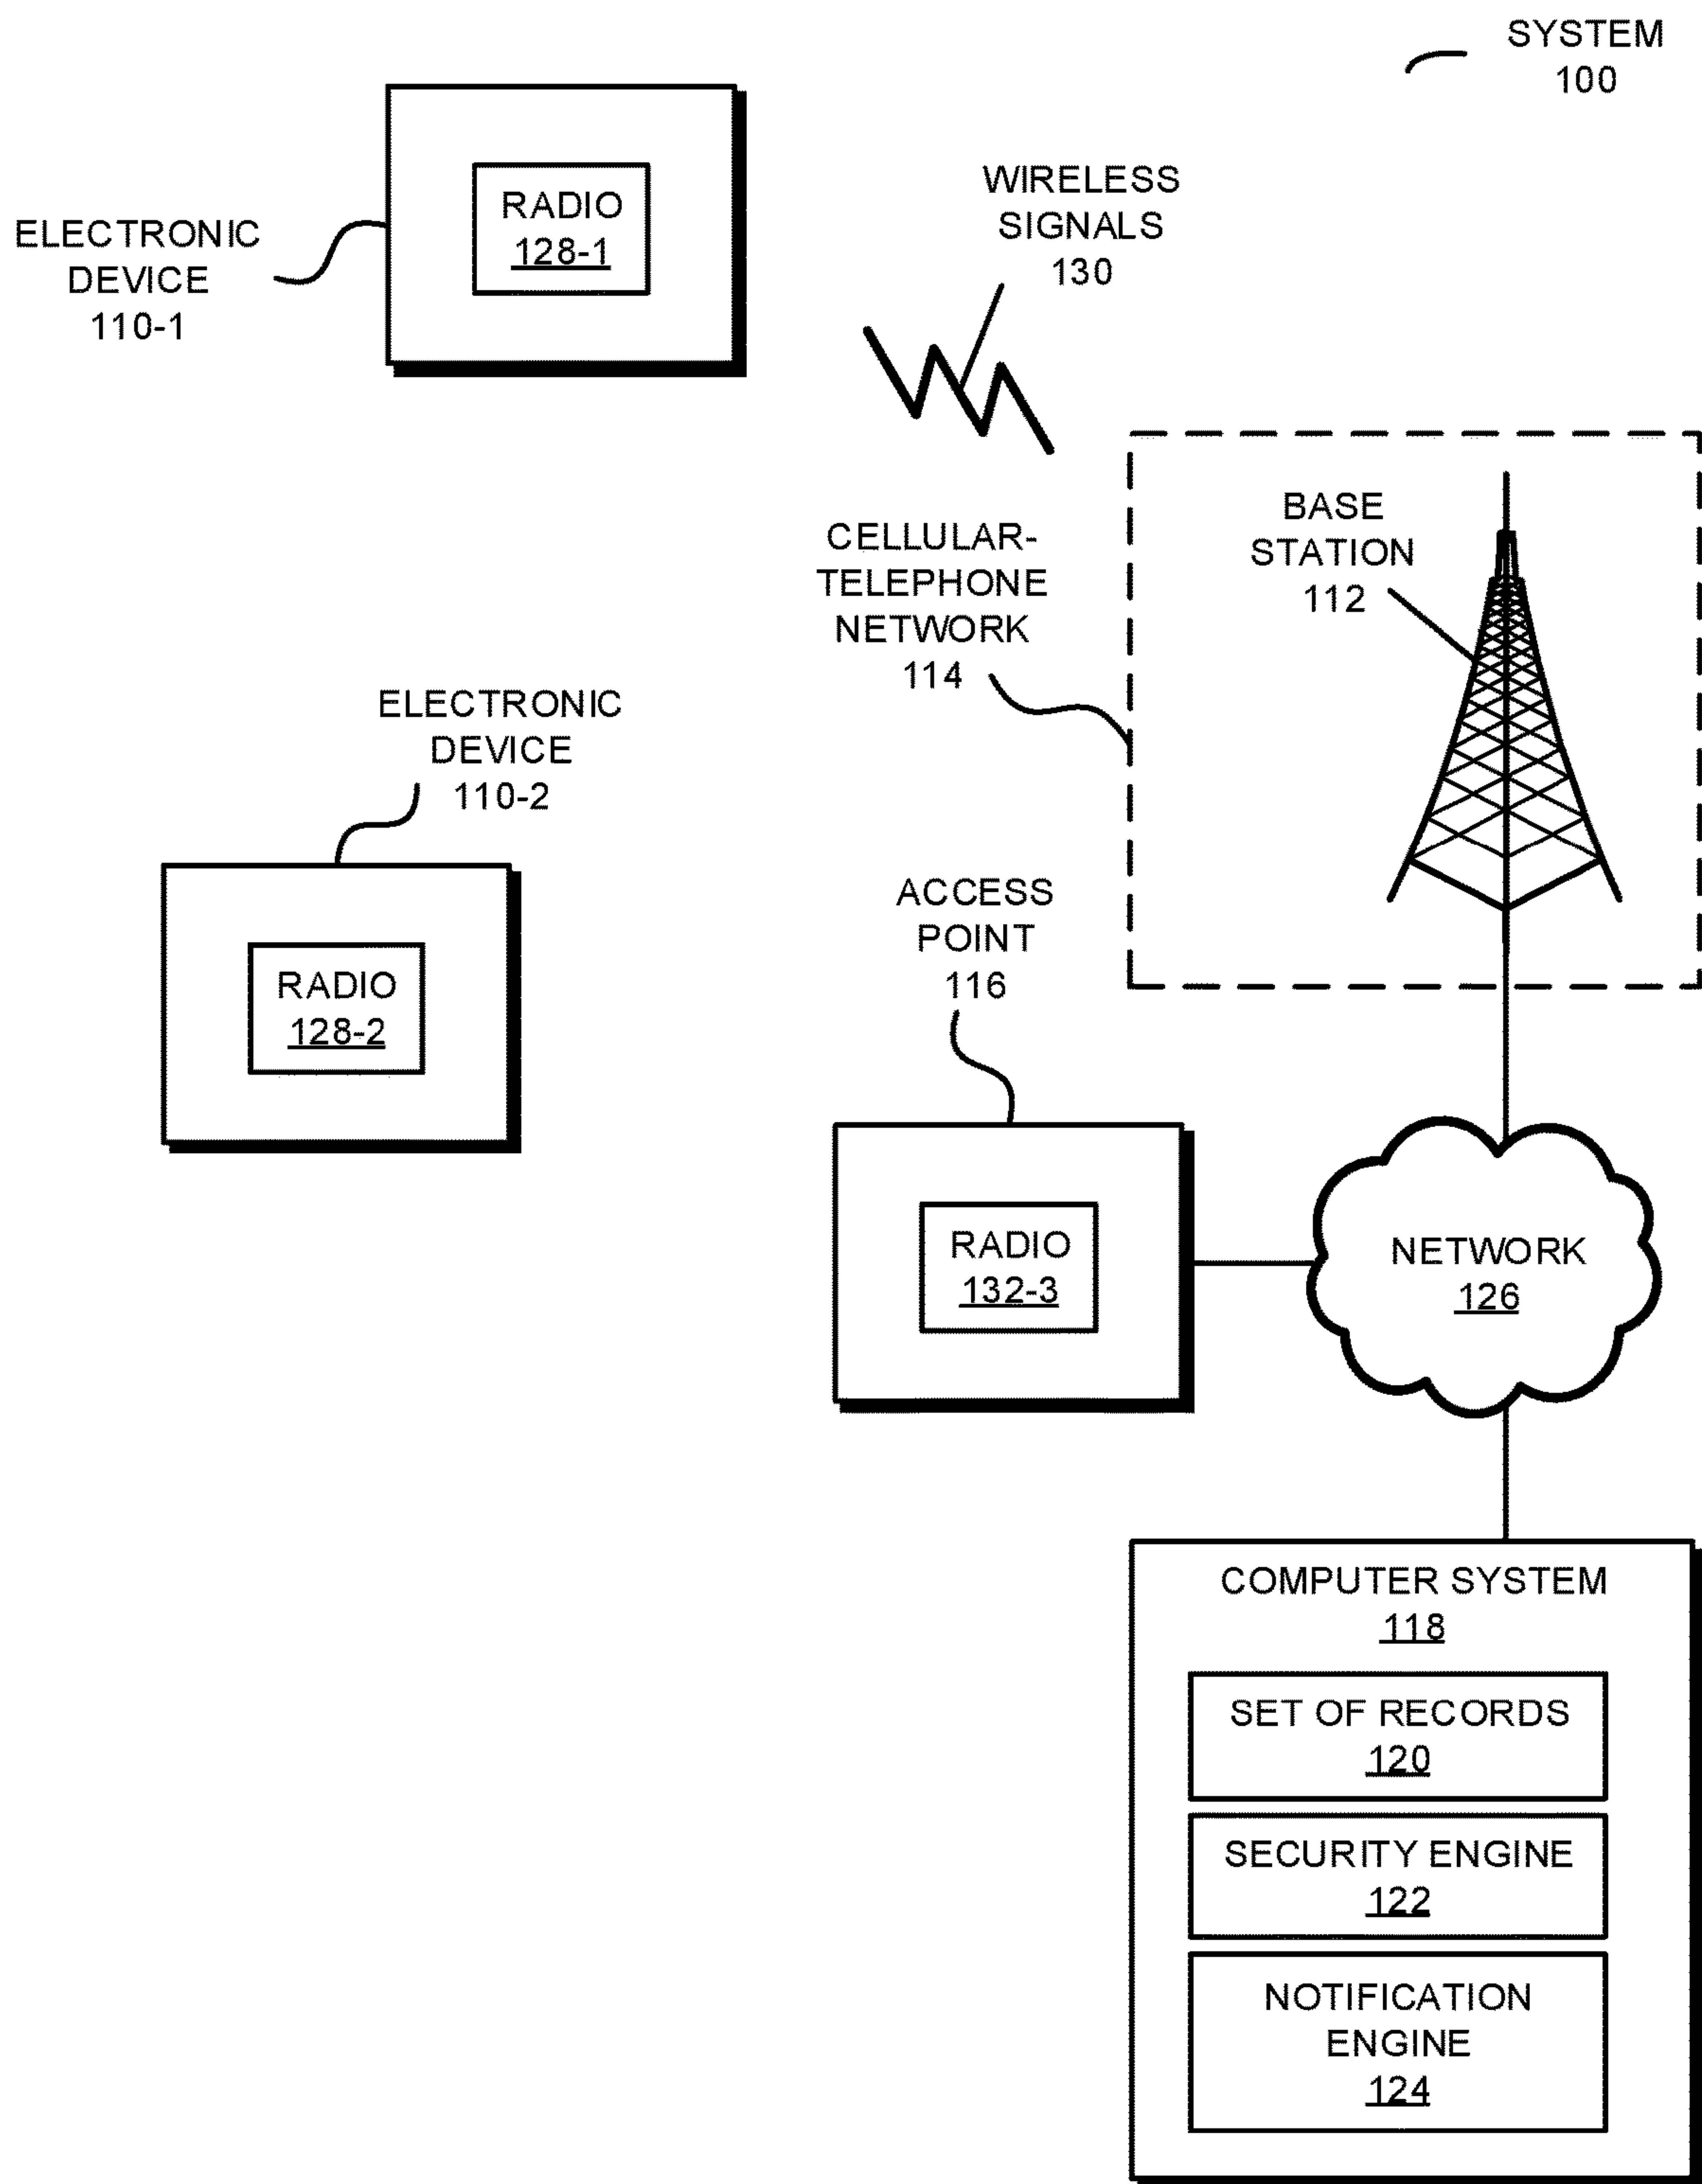 SYSTEM
100
RADIO
128-1
ELECTRONIC
DEVICE
110-1
WIRELESS
SIGNALS
130
BASE
STATION
112
CELLULAR-
TELEPHONE
NETWORK
114
ELECTRONIC
DEVICE
110-2
RADIO
128-2
ACCESS
POINT
116
RADIO
132-3
NETWORK
126
COMPUTER SYSTEM
118
SET OF RECORDS
120
SECURITY ENGINE
122
NOTIFICATION
ENGINE
124